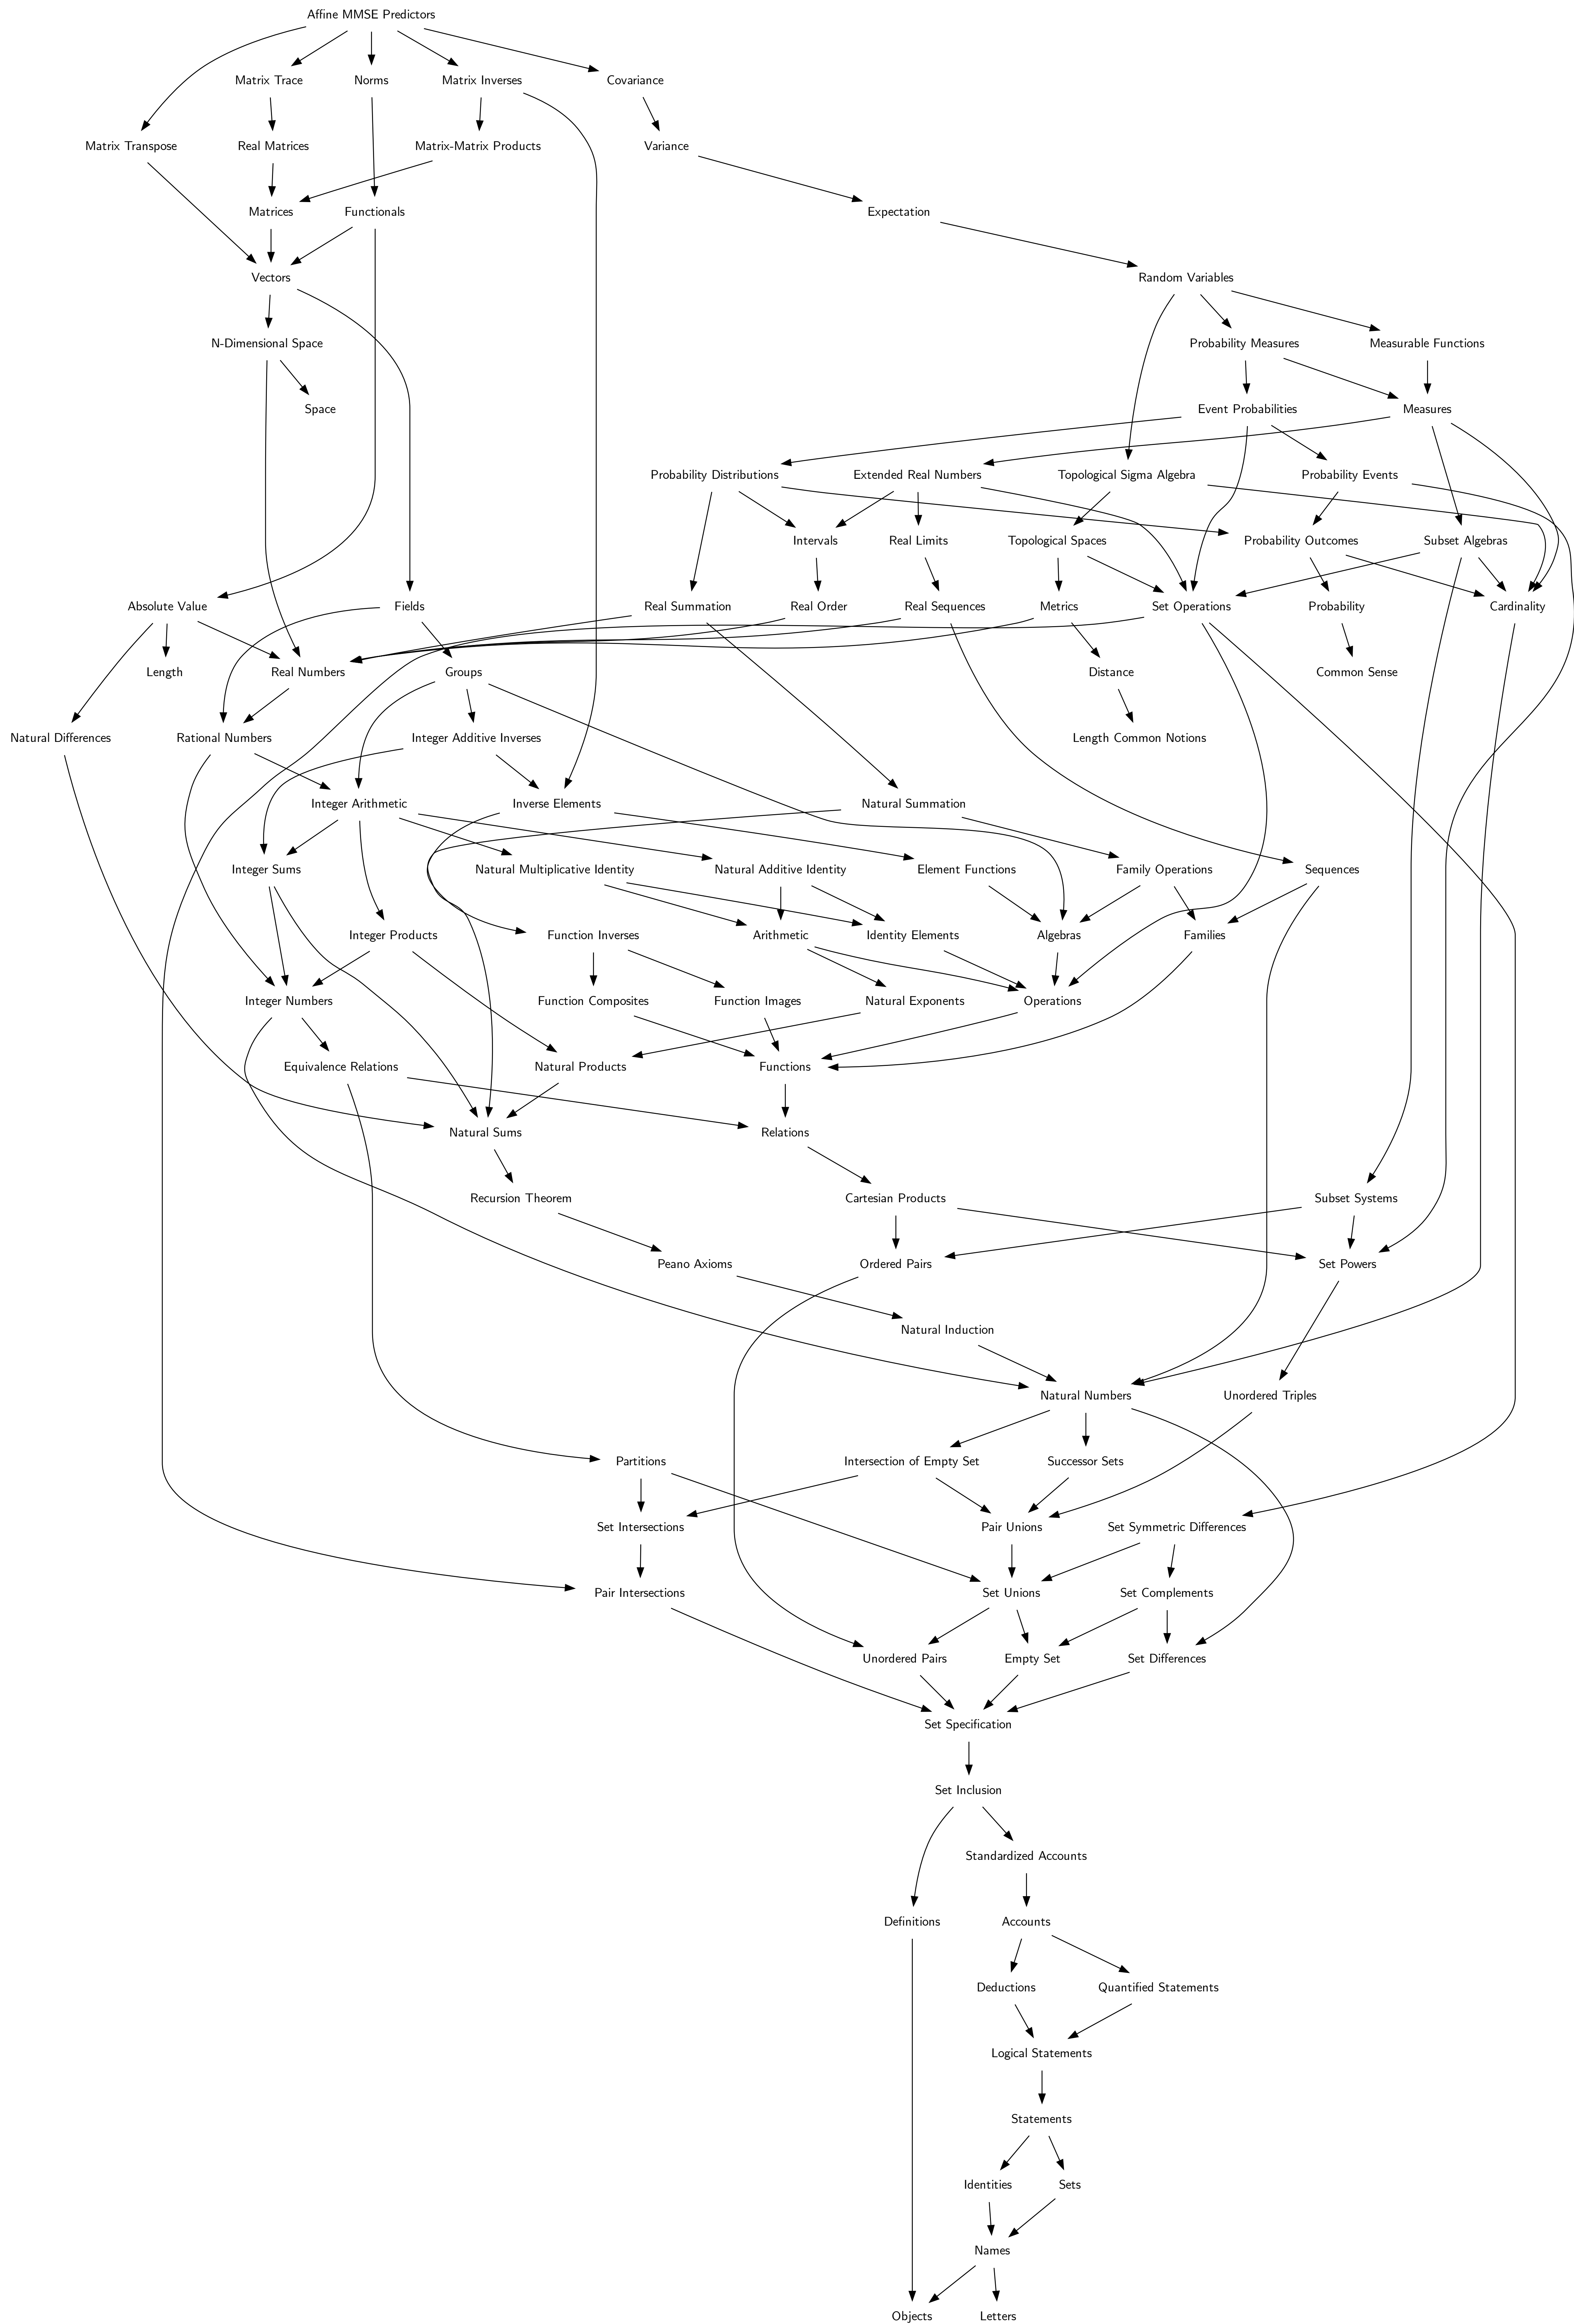 Affine MMSE Predictors
Matrix Trace
Norms
Matrix Inverses
Covariance
Matrix Transpose
Real Matrices
Matrix-Matrix Products
Variance
Matrices
Functionals
Expectation
Vectors
Random Variables
N-Dimensional Space
Probability Measures
Measurable Functions
Space
Event Probabilities
Measures
Probability Distributions
Extended Real Numbers
Topological Sigma Algebra
Probability Events
Intervals
Real Limits
Topological Spaces
Probability Outcomes
Subset Algebras
Absolute Value
Fields
Real Summation
Real Order
Real Sequences
Metrics
Set Operations
Probability
Cardinality
Length
Real Numbers
Groups
Distance
Common Sense
Natural Differences
Rational Numbers
Integer Additive Inverses
Length Common Notions
Integer Arithmetic
Inverse Elements
Natural Summation
Integer Sums
Natural Multiplicative Identity
Natural Additive Identity
Element Functions
Family Operations
Sequences
Integer Products
Function Inverses
Arithmetic
Identity Elements
Algebras
Families
Integer Numbers
Function Composites
Function Images
Natural Exponents
Operations
Equivalence Relations
Natural Products
Functions
Natural Sums
Relations
Recursion Theorem
Cartesian Products
Subset Systems
Peano Axioms
Ordered Pairs
Set Powers
Natural Induction
Natural Numbers
Unordered Triples
Partitions
Intersection of Empty Set
Successor Sets
Set Intersections
Pair Unions
Set Symmetric Differences
Pair Intersections
Set Unions
Set Complements
Unordered Pairs
Empty Set
Set Differences
Set Specification
Set Inclusion
Standardized Accounts
Definitions
Accounts
Deductions
Quantified Statements
Logical Statements
Statements
Identities
Sets
Names
Objects
Letters